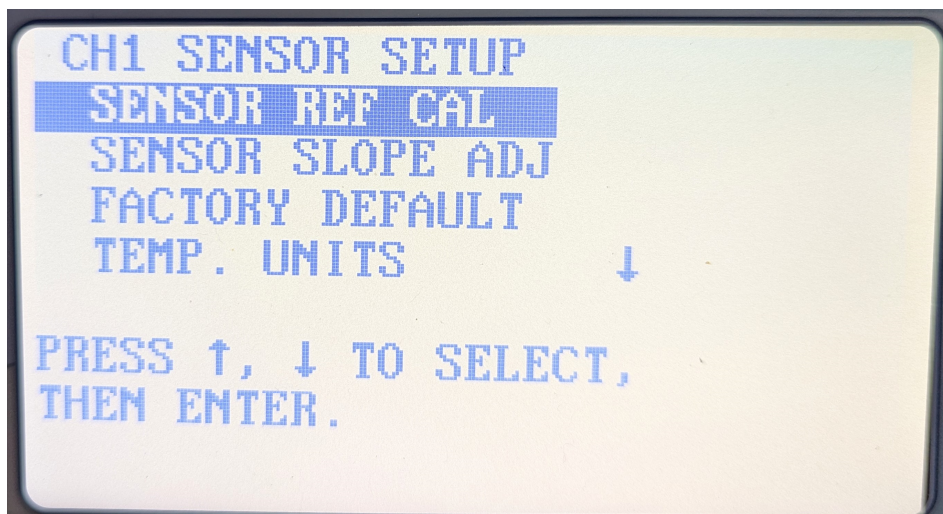 CH1 SENSOR SETUP
SENSOR REF CAL
SENSOR SLOPE ADJ
FACTORY DEFAULT
TEMP. UNITS ↓
PRESS ↑, ↓ TO SELECT,
THEN ENTER.